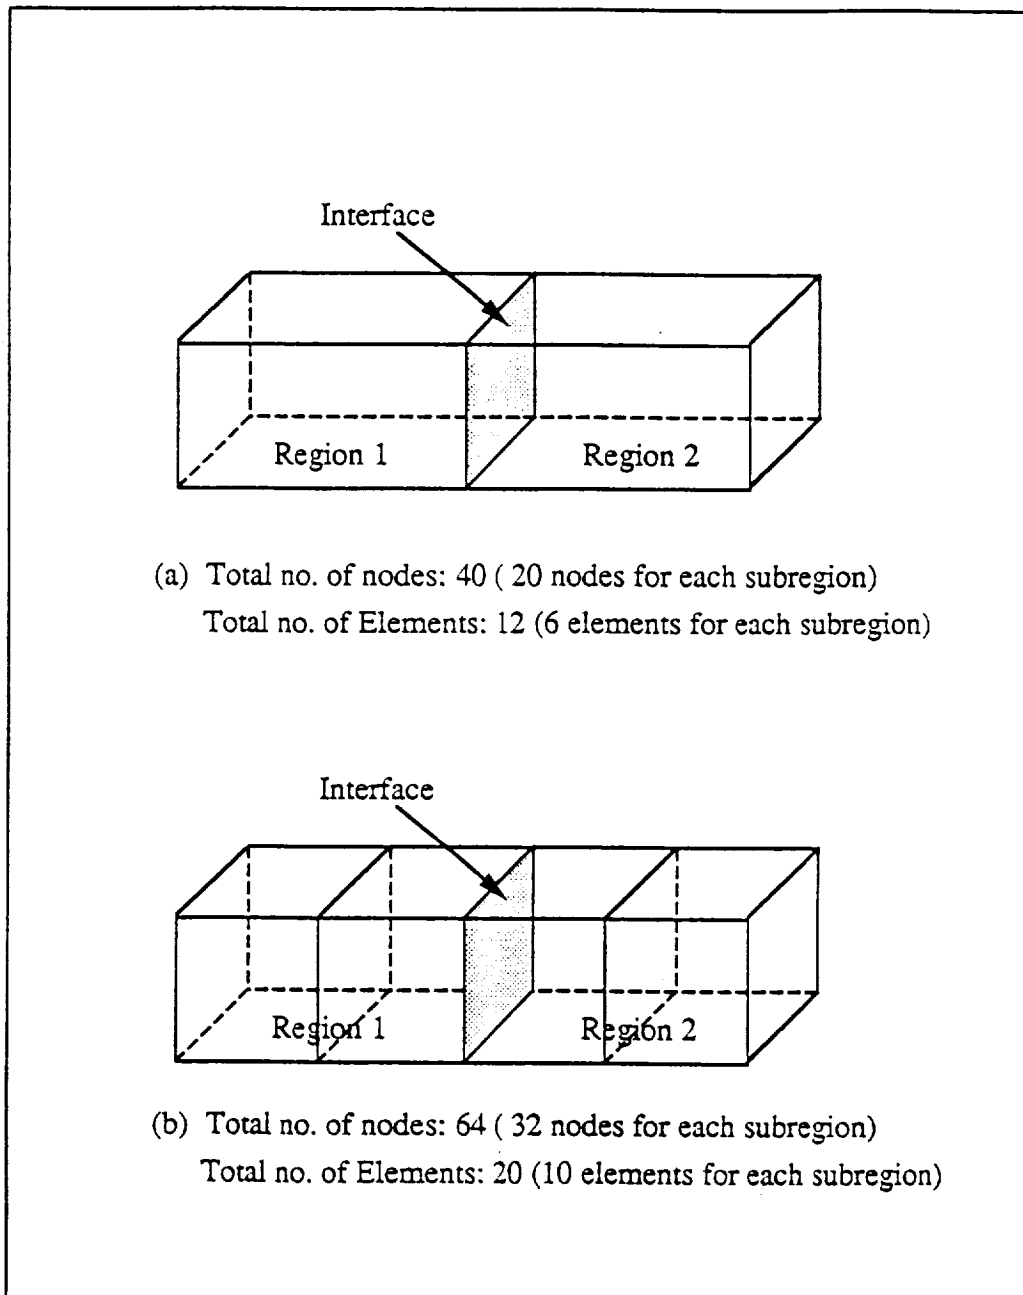 Interface
Region 1
Region 2
(a) Total no. of nodes: 40 ( 20 nodes for each subregion)
Total no. of Elements: 12 (6 elements for each subregion)
Interface
Region 1
Region 2
(b) Total no. of nodes: 64 ( 32 nodes for each subregion)
Total no. of Elements: 20 (10 elements for each subregion)